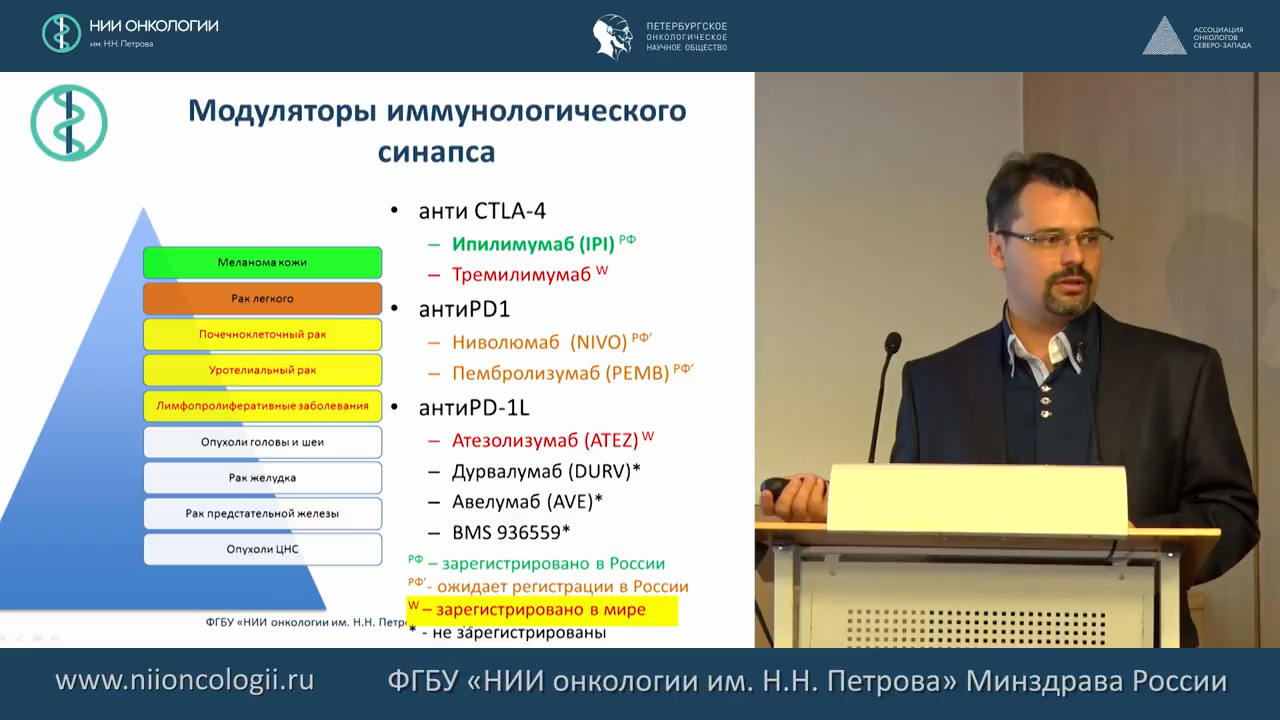 НИИ ОНКОЛОГИИ
им. Н.Н. Петрова
ПЕТЕРБУРГСКОЕ
ОНКОЛОГИЧЕСКОЕ
НАУЧНОЕ ОБЩЕСТВО
АССОЦИАЦИЯ
ОНКОЛОГОВ
СЕВЕРО-ЗАПАДА
Модуляторы иммунологического
синапса
Меланома кожи
Рак легкого
Почечноклеточный рак
Уротелиальный рак
Лимфопролиферативные заболевания
Опухоли головы и шеи
Рак желудка
Рак предстательной железы
Опухоли ЦНС
• анти CTLA-4
– Ипилимумаб (IPI) РФ
– Тремилимумаб W
• антиPD1
– Ниволюмаб (NIVO) РФ'
– Пембролизумаб (PEMB) РФ'
• антиPD-1L
– Атезолизумаб (ATEZ) W
– Дурвалумаб (DURV)*
– Авелумаб (AVE)*
– BMS 936559*
РФ – зарегистрировано в России
РФ' - ожидает регистрации в России
W – зарегистрировано в мире
* - не зарегистрированы
ФГБУ «НИИ онкологии им. Н.Н. Петр
www.niioncologii.ru
ФГБУ «НИИ онкологии им. Н.Н. Петрова» Минздрава России